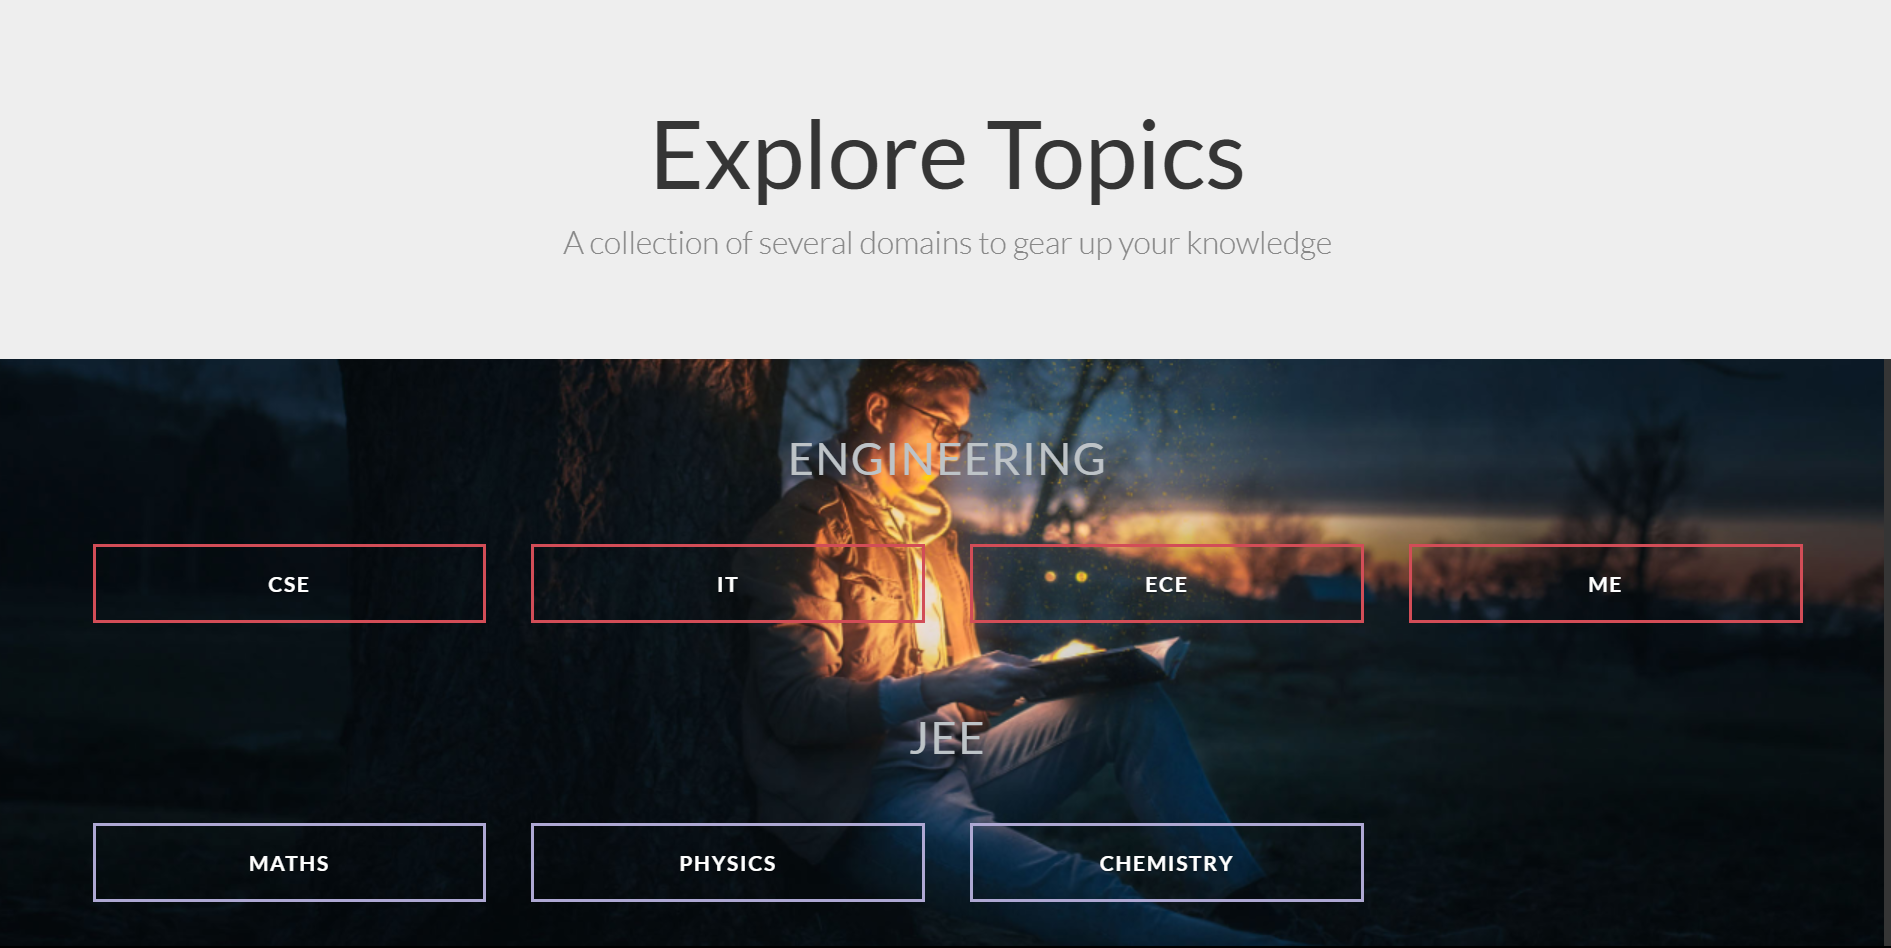 Explore Topics
A collection of several domains to gear up your knowledge
ENGINEERING
CSE
IT
ECE
ME
JEE
MATHS
PHYSICS
CHEMISTRY